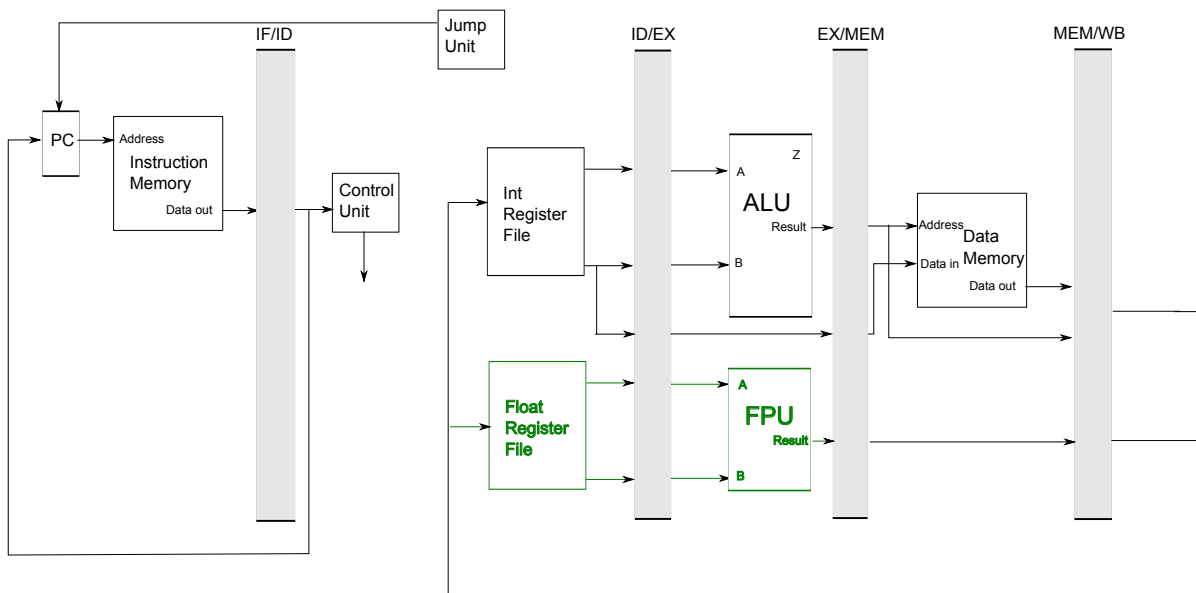 Jump
Unit
IF/ID
ID/EX
EX/MEM
MEM/WB
PC
Address
Instruction
Memory
Data out
Control
Unit
Int
Register
File
Z
A
ALU
Result
B
Address
Data
Memory
Data in
Data out
Float
Register
File
A
FPU
Result
B